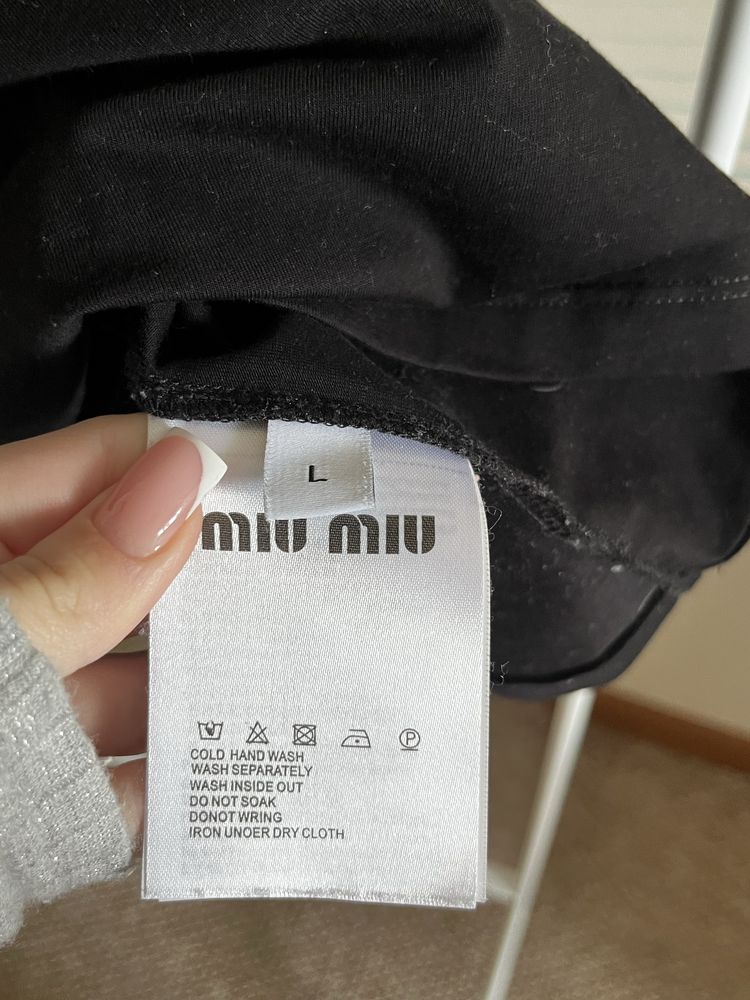 L
MIU MIU
P
COLD HAND WASH
WASH SEPARATELY
WASH INSIDE OUT
DO NOT SOAK
DONOT WRING
IRON UNOER DRY CLOTH